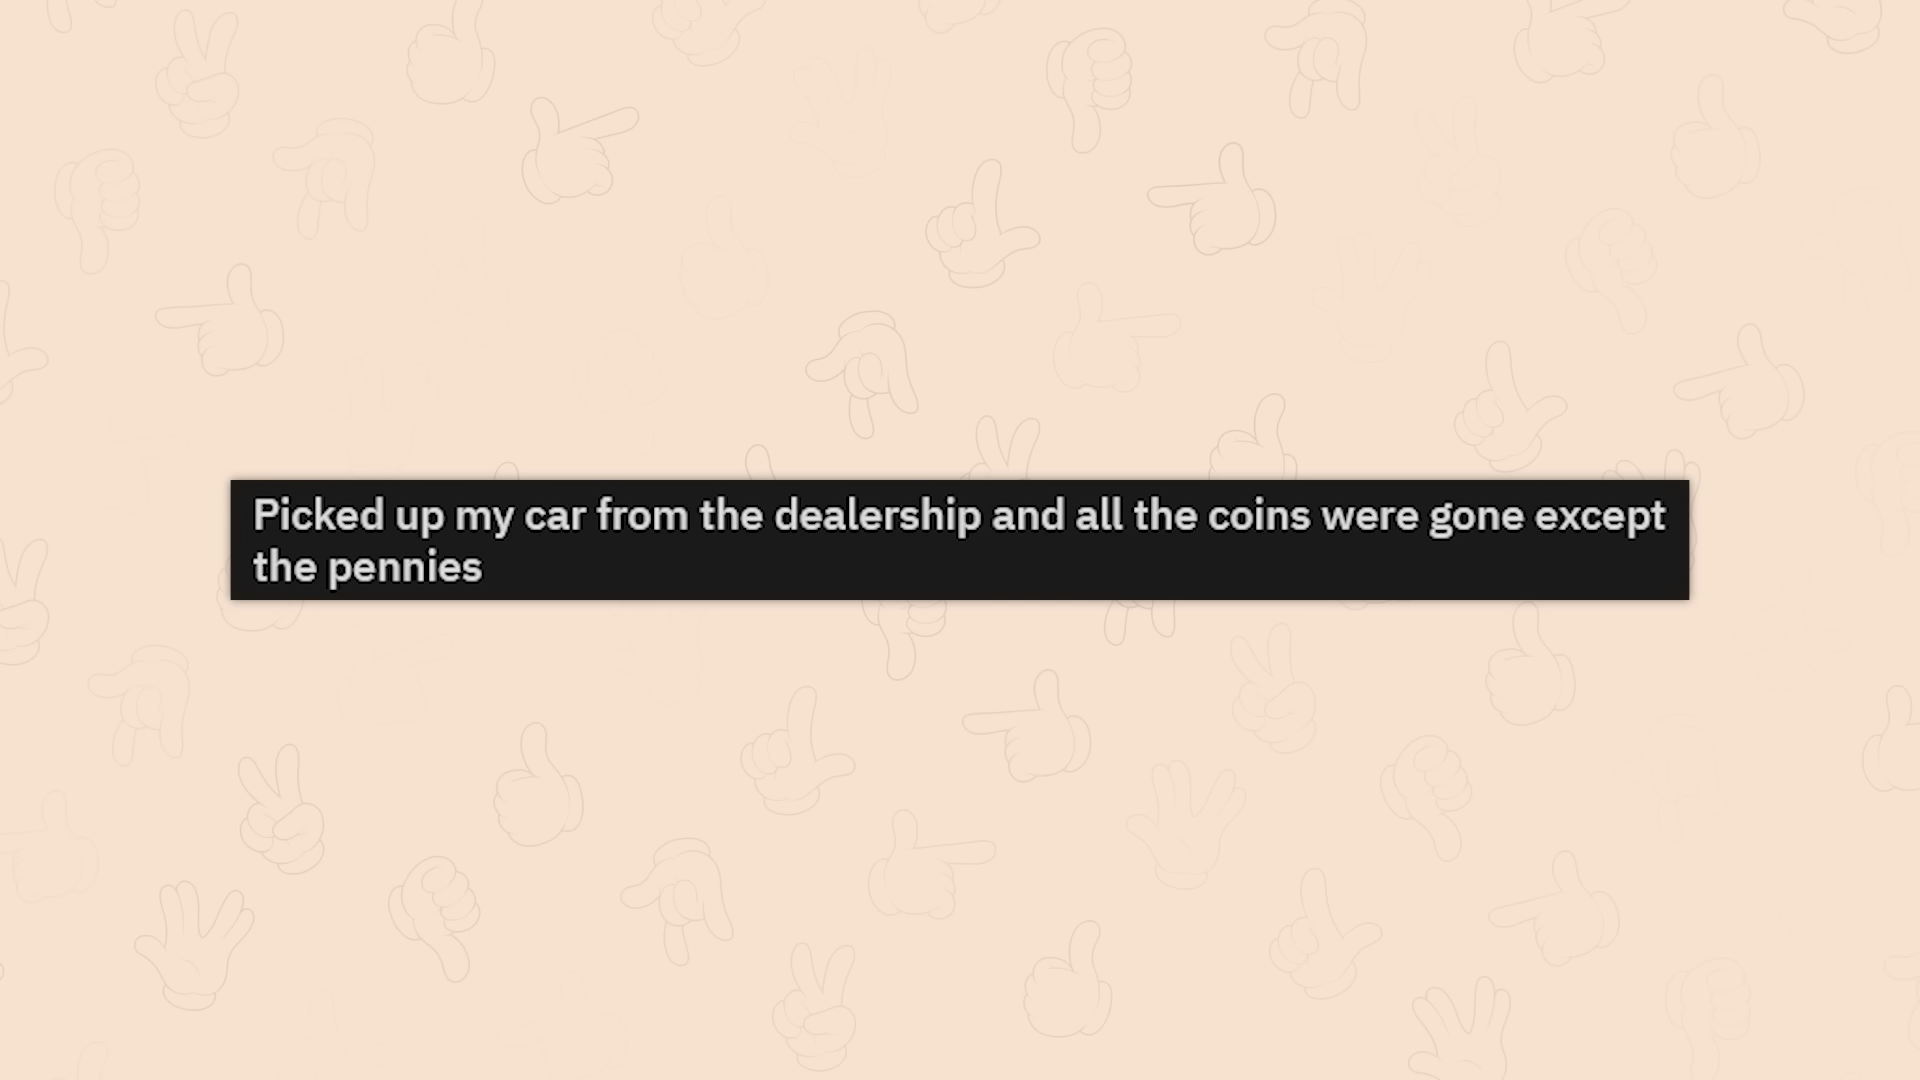 Picked up my car from the dealership and all the coins were gone except
the pennies